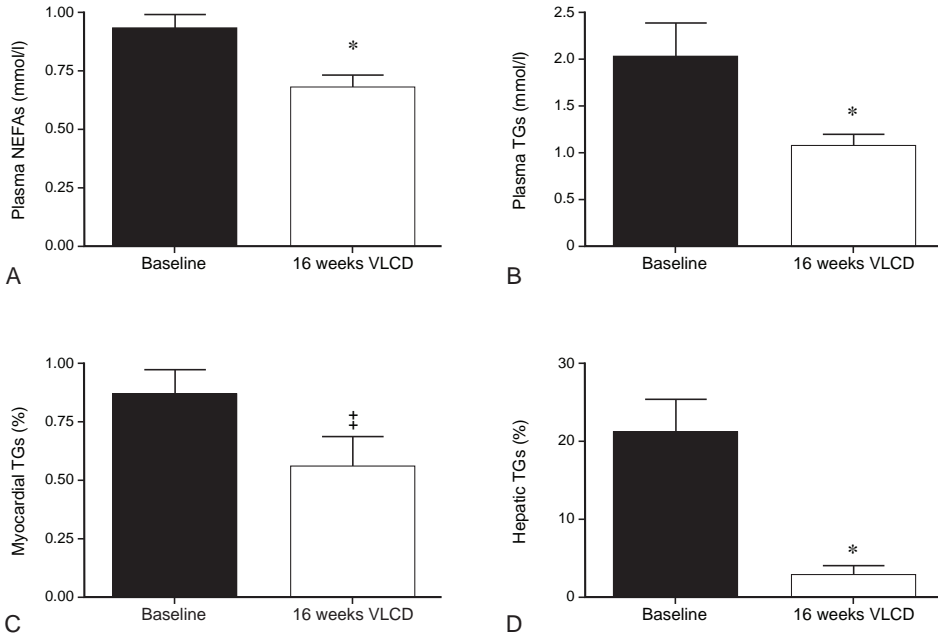 Plasma NEFAs (mmol/l)
1.00
0.75
0.50
0.25
0.00
*
Baseline
16 weeks VLCD
A
Plasma TGs (mmol/l)
2.5
2.0
1.5
1.0
0.5
0
*
Baseline
16 weeks VLCD
B
Myocardial TGs (%)
1.00
0.75
0.50
0.25
0.00
‡
Baseline
16 weeks VLCD
C
Hepatic TGs (%)
30
20
10
0
*
Baseline
16 weeks VLCD
D